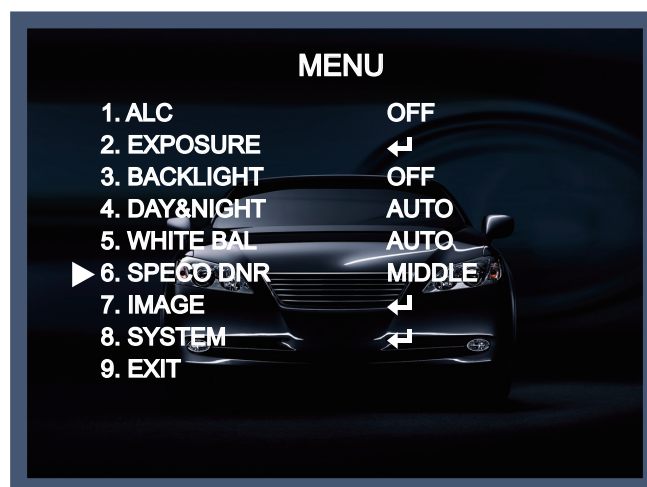 MENU
1. ALC OFF
2. EXPOSURE ↵
3. BACKLIGHT OFF
4. DAY&NIGHT AUTO
5. WHITE BAL AUTO
▶ 6. SPECO DNR MIDDLE
7. IMAGE ↵
8. SYSTEM ↵
9. EXIT